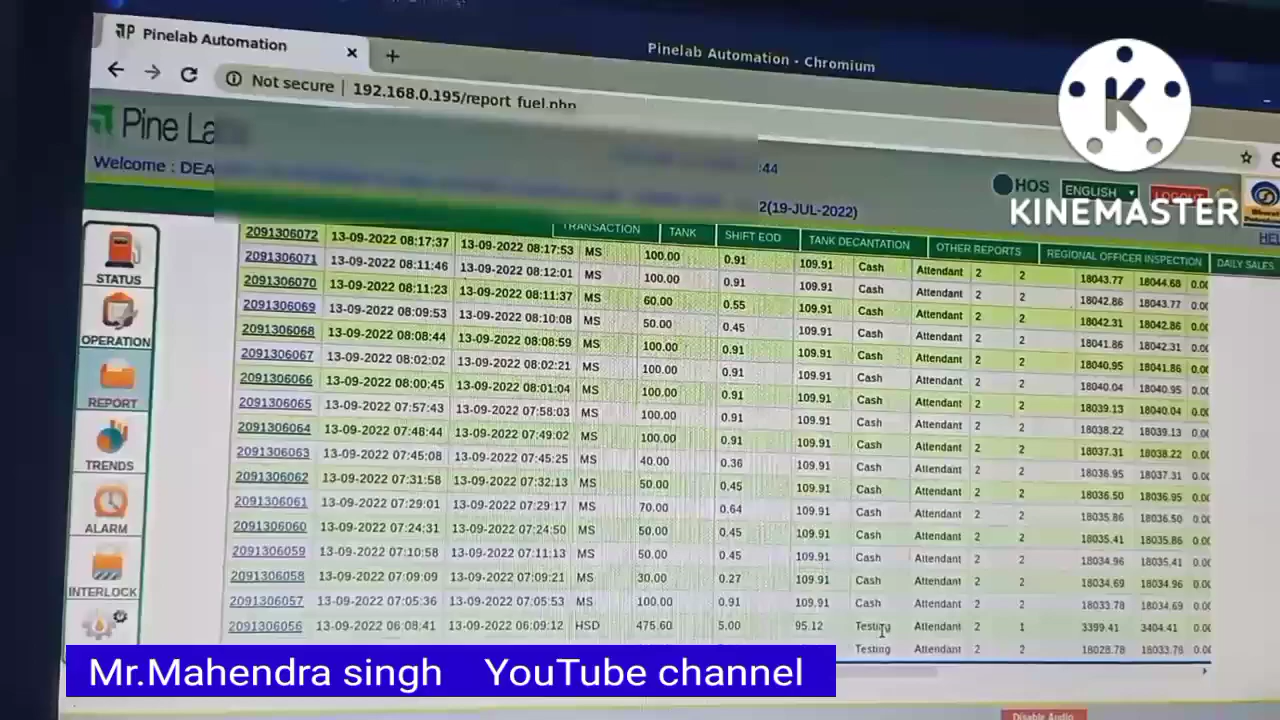 Pinelab Automation
Pinelab Automation - Chromium
Not secure | 192.168.0.195/report_fuel.php
Pine La
Welcome : DEA
:44
2(19-JUL-2022)
HOS ENGLISH LOGOUT
KINEMASTER
TRANSACTION TANK SHIFT EOD TANK DECANTATION OTHER REPORTS REGIONAL OFFICER INSPECTION DAILY SALES
STATUS
OPERATION
REPORT
TRENDS
ALARM
INTERLOCK
2091306072 13-09-2022 08:17:37 13-09-2022 08:17:53 MS 100.00 0.91 109.91 Cash Attendant 2 2 18043.77 18044.68
2091306071 13-09-2022 08:11:46 13-09-2022 08:12:01 MS 100.00 0.91 109.91 Cash Attendant 2 2 18042.86 18043.77
2091306070 13-09-2022 08:11:23 13-09-2022 08:11:37 MS 60.00 0.55 109.91 Cash Attendant 2 2 18042.31 18042.86
2091306069 13-09-2022 08:09:53 13-09-2022 08:10:08 MS 50.00 0.45 109.91 Cash Attendant 2 2 18041.86 18042.31
2091306068 13-09-2022 08:08:44 13-09-2022 08:08:59 MS 100.00 0.91 109.91 Cash Attendant 2 2 18040.95 18041.86
2091306067 13-09-2022 08:02:02 13-09-2022 08:02:21 MS 100.00 0.91 109.91 Cash Attendant 2 2 18040.04 18040.95
2091306066 13-09-2022 08:00:45 13-09-2022 08:01:04 MS 100.00 0.91 109.91 Cash Attendant 2 2 18039.13 18040.04
2091306065 13-09-2022 07:57:43 13-09-2022 07:58:03 MS 100.00 0.91 109.91 Cash Attendant 2 2 18038.22 18039.13
2091306064 13-09-2022 07:48:44 13-09-2022 07:49:02 MS 100.00 0.91 109.91 Cash Attendant 2 2 18037.31 18038.22
2091306063 13-09-2022 07:45:08 13-09-2022 07:45:25 MS 40.00 0.36 109.91 Cash Attendant 2 2 18036.95 18037.31
2091306062 13-09-2022 07:31:58 13-09-2022 07:32:13 MS 50.00 0.45 109.91 Cash Attendant 2 2 18036.50 18036.95
2091306061 13-09-2022 07:29:01 13-09-2022 07:29:17 MS 70.00 0.64 109.91 Cash Attendant 2 2 18035.86 18036.50
2091306060 13-09-2022 07:24:31 13-09-2022 07:24:50 MS 50.00 0.45 109.91 Cash Attendant 2 2 18035.41 18035.86
2091306059 13-09-2022 07:10:58 13-09-2022 07:11:13 MS 50.00 0.45 109.91 Cash Attendant 2 2 18034.96 18035.41
2091306058 13-09-2022 07:09:09 13-09-2022 07:09:21 MS 30.00 0.27 109.91 Cash Attendant 2 2 18034.69 18034.96
2091306057 13-09-2022 07:05:36 13-09-2022 07:05:53 MS 100.00 0.91 109.91 Cash Attendant 2 2 18033.78 18034.69
2091306056 13-09-2022 06:08:41 13-09-2022 06:09:12 HSD 475.60 5.00 95.12 Testing Attendant 2 1 3399.41 3404.41
Testing Attendant 2 2 18028.78 18033.78
Mr.Mahendra singh YouTube channel
Disable Audio